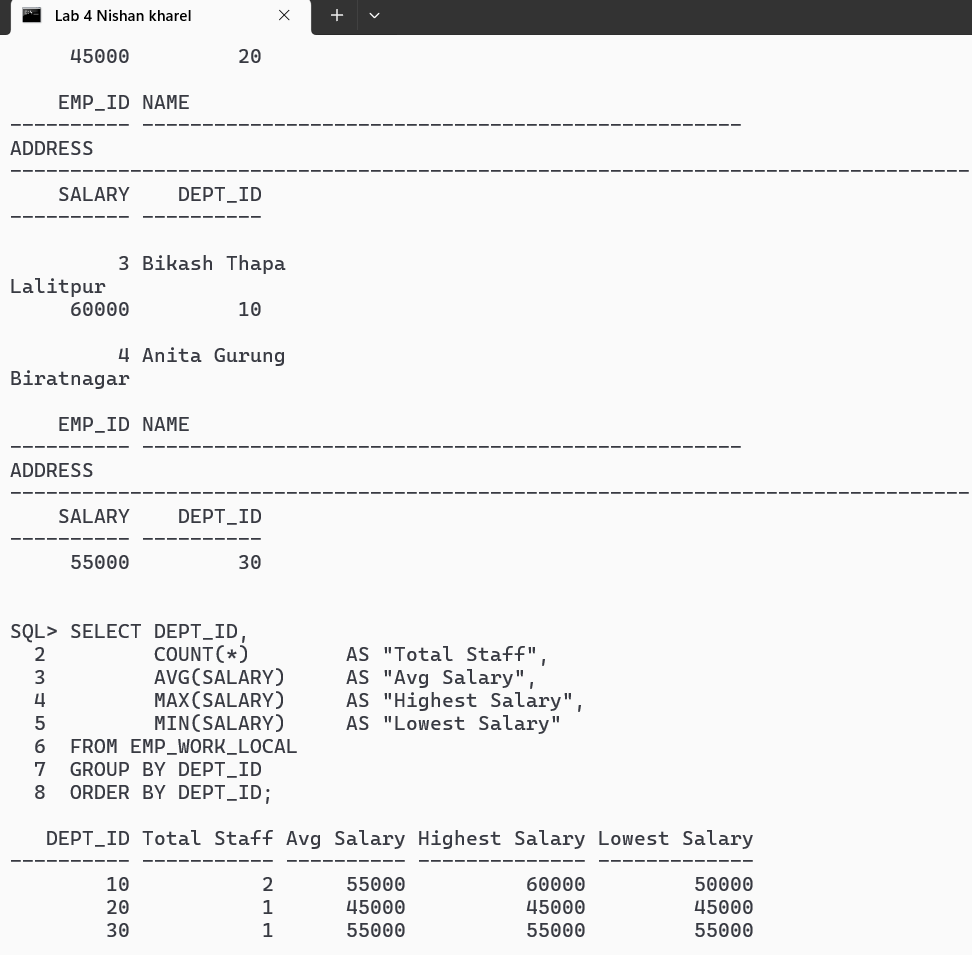 Lab 4 Nishan kharel
     45000         20

    EMP_ID NAME
---------- --------------------------------------------------
ADDRESS
--------------------------------------------------------------------------------
    SALARY    DEPT_ID
---------- ----------

         3 Bikash Thapa
Lalitpur
     60000         10

         4 Anita Gurung
Biratnagar

    EMP_ID NAME
---------- --------------------------------------------------
ADDRESS
--------------------------------------------------------------------------------
    SALARY    DEPT_ID
---------- ----------
     55000         30


SQL> SELECT DEPT_ID,
  2         COUNT(*)        AS "Total Staff",
  3         AVG(SALARY)     AS "Avg Salary",
  4         MAX(SALARY)     AS "Highest Salary",
  5         MIN(SALARY)     AS "Lowest Salary"
  6  FROM EMP_WORK_LOCAL
  7  GROUP BY DEPT_ID
  8  ORDER BY DEPT_ID;

   DEPT_ID Total Staff Avg Salary Highest Salary Lowest Salary
---------- ----------- ---------- -------------- -------------
        10           2      55000          60000         50000
        20           1      45000          45000         45000
        30           1      55000          55000         55000